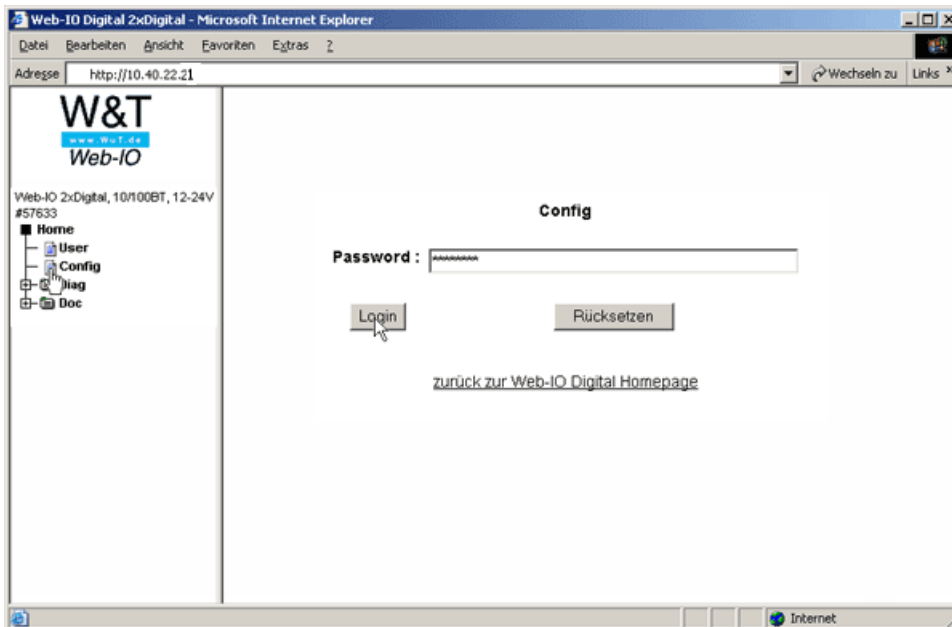 Web-IO Digital 2xDigital - Microsoft Internet Explorer
Datei Bearbeiten Ansicht Favoriten Extras ?
Adresse http://10.40.22.21 Wechseln zu Links »
W&T
www.WuT.de
Web-IO
Web-IO 2xDigital, 10/100BT, 12-24V
#57633
Home
User
Config
Diag
Doc
Config
Password : ********
Login Rücksetzen
zurück zur Web-IO Digital Homepage
Internet